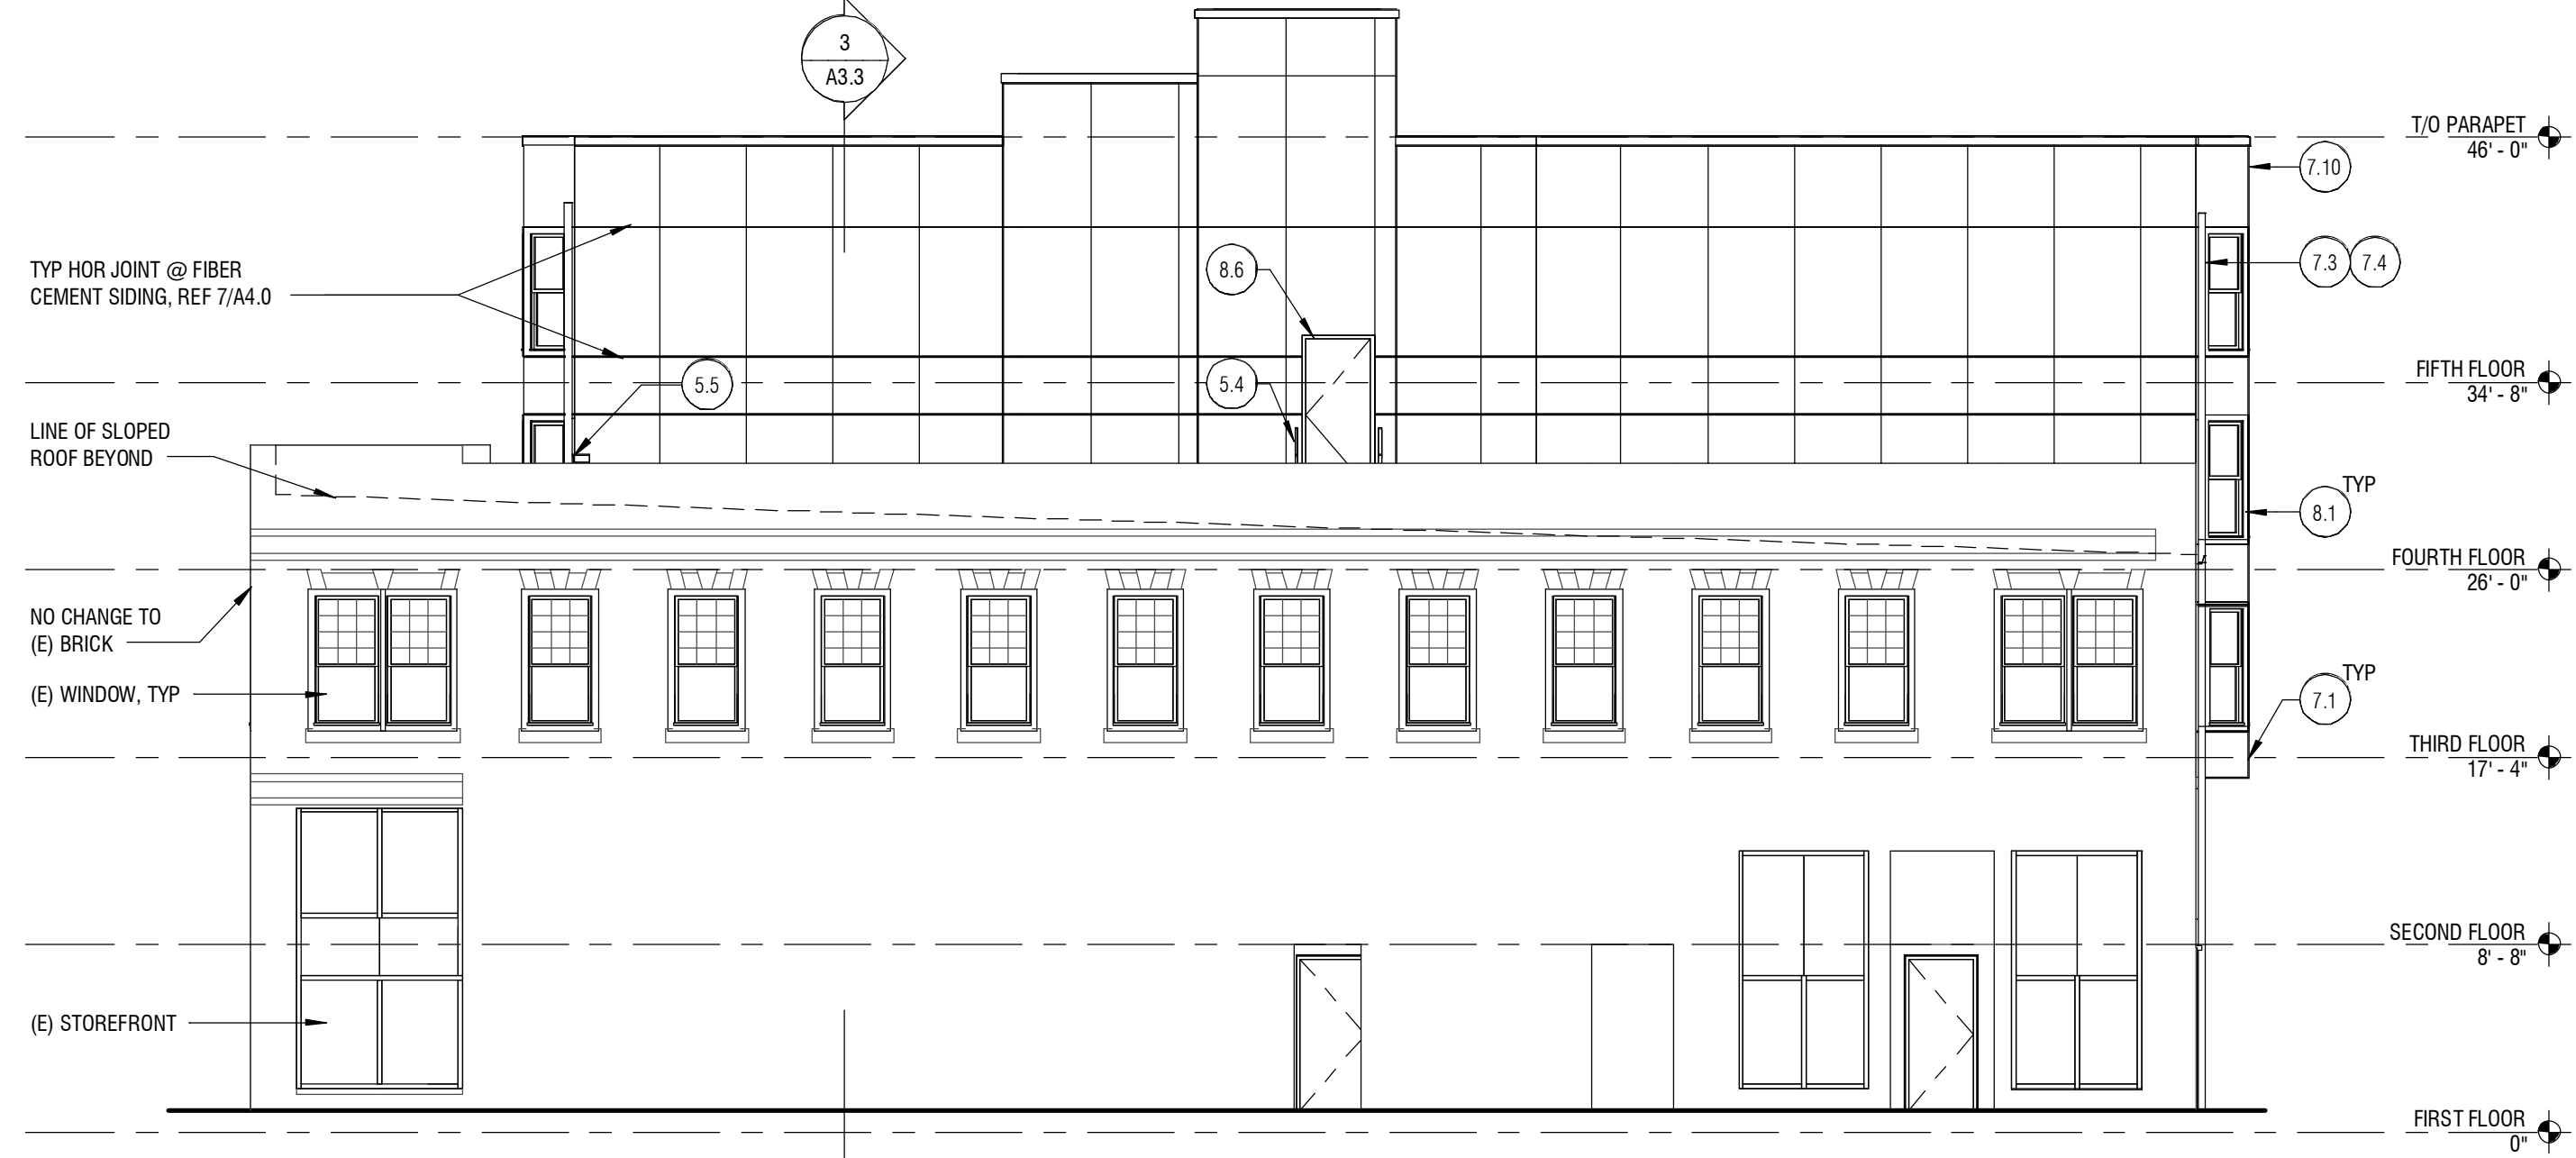 3
A3.3
T/O PARAPET
46' - 0"
7.10
TYP HOR JOINT @ FIBER
CEMENT SIDING, REF 7/A4.0
8.6
7.3 7.4
5.5
5.4
FIFTH FLOOR
34' - 8"
LINE OF SLOPED
ROOF BEYOND
TYP
8.1
FOURTH FLOOR
26' - 0"
NO CHANGE TO
(E) BRICK
(E) WINDOW, TYP
TYP
7.1
THIRD FLOOR
17' - 4"
SECOND FLOOR
8' - 8"
(E) STOREFRONT
FIRST FLOOR
0"